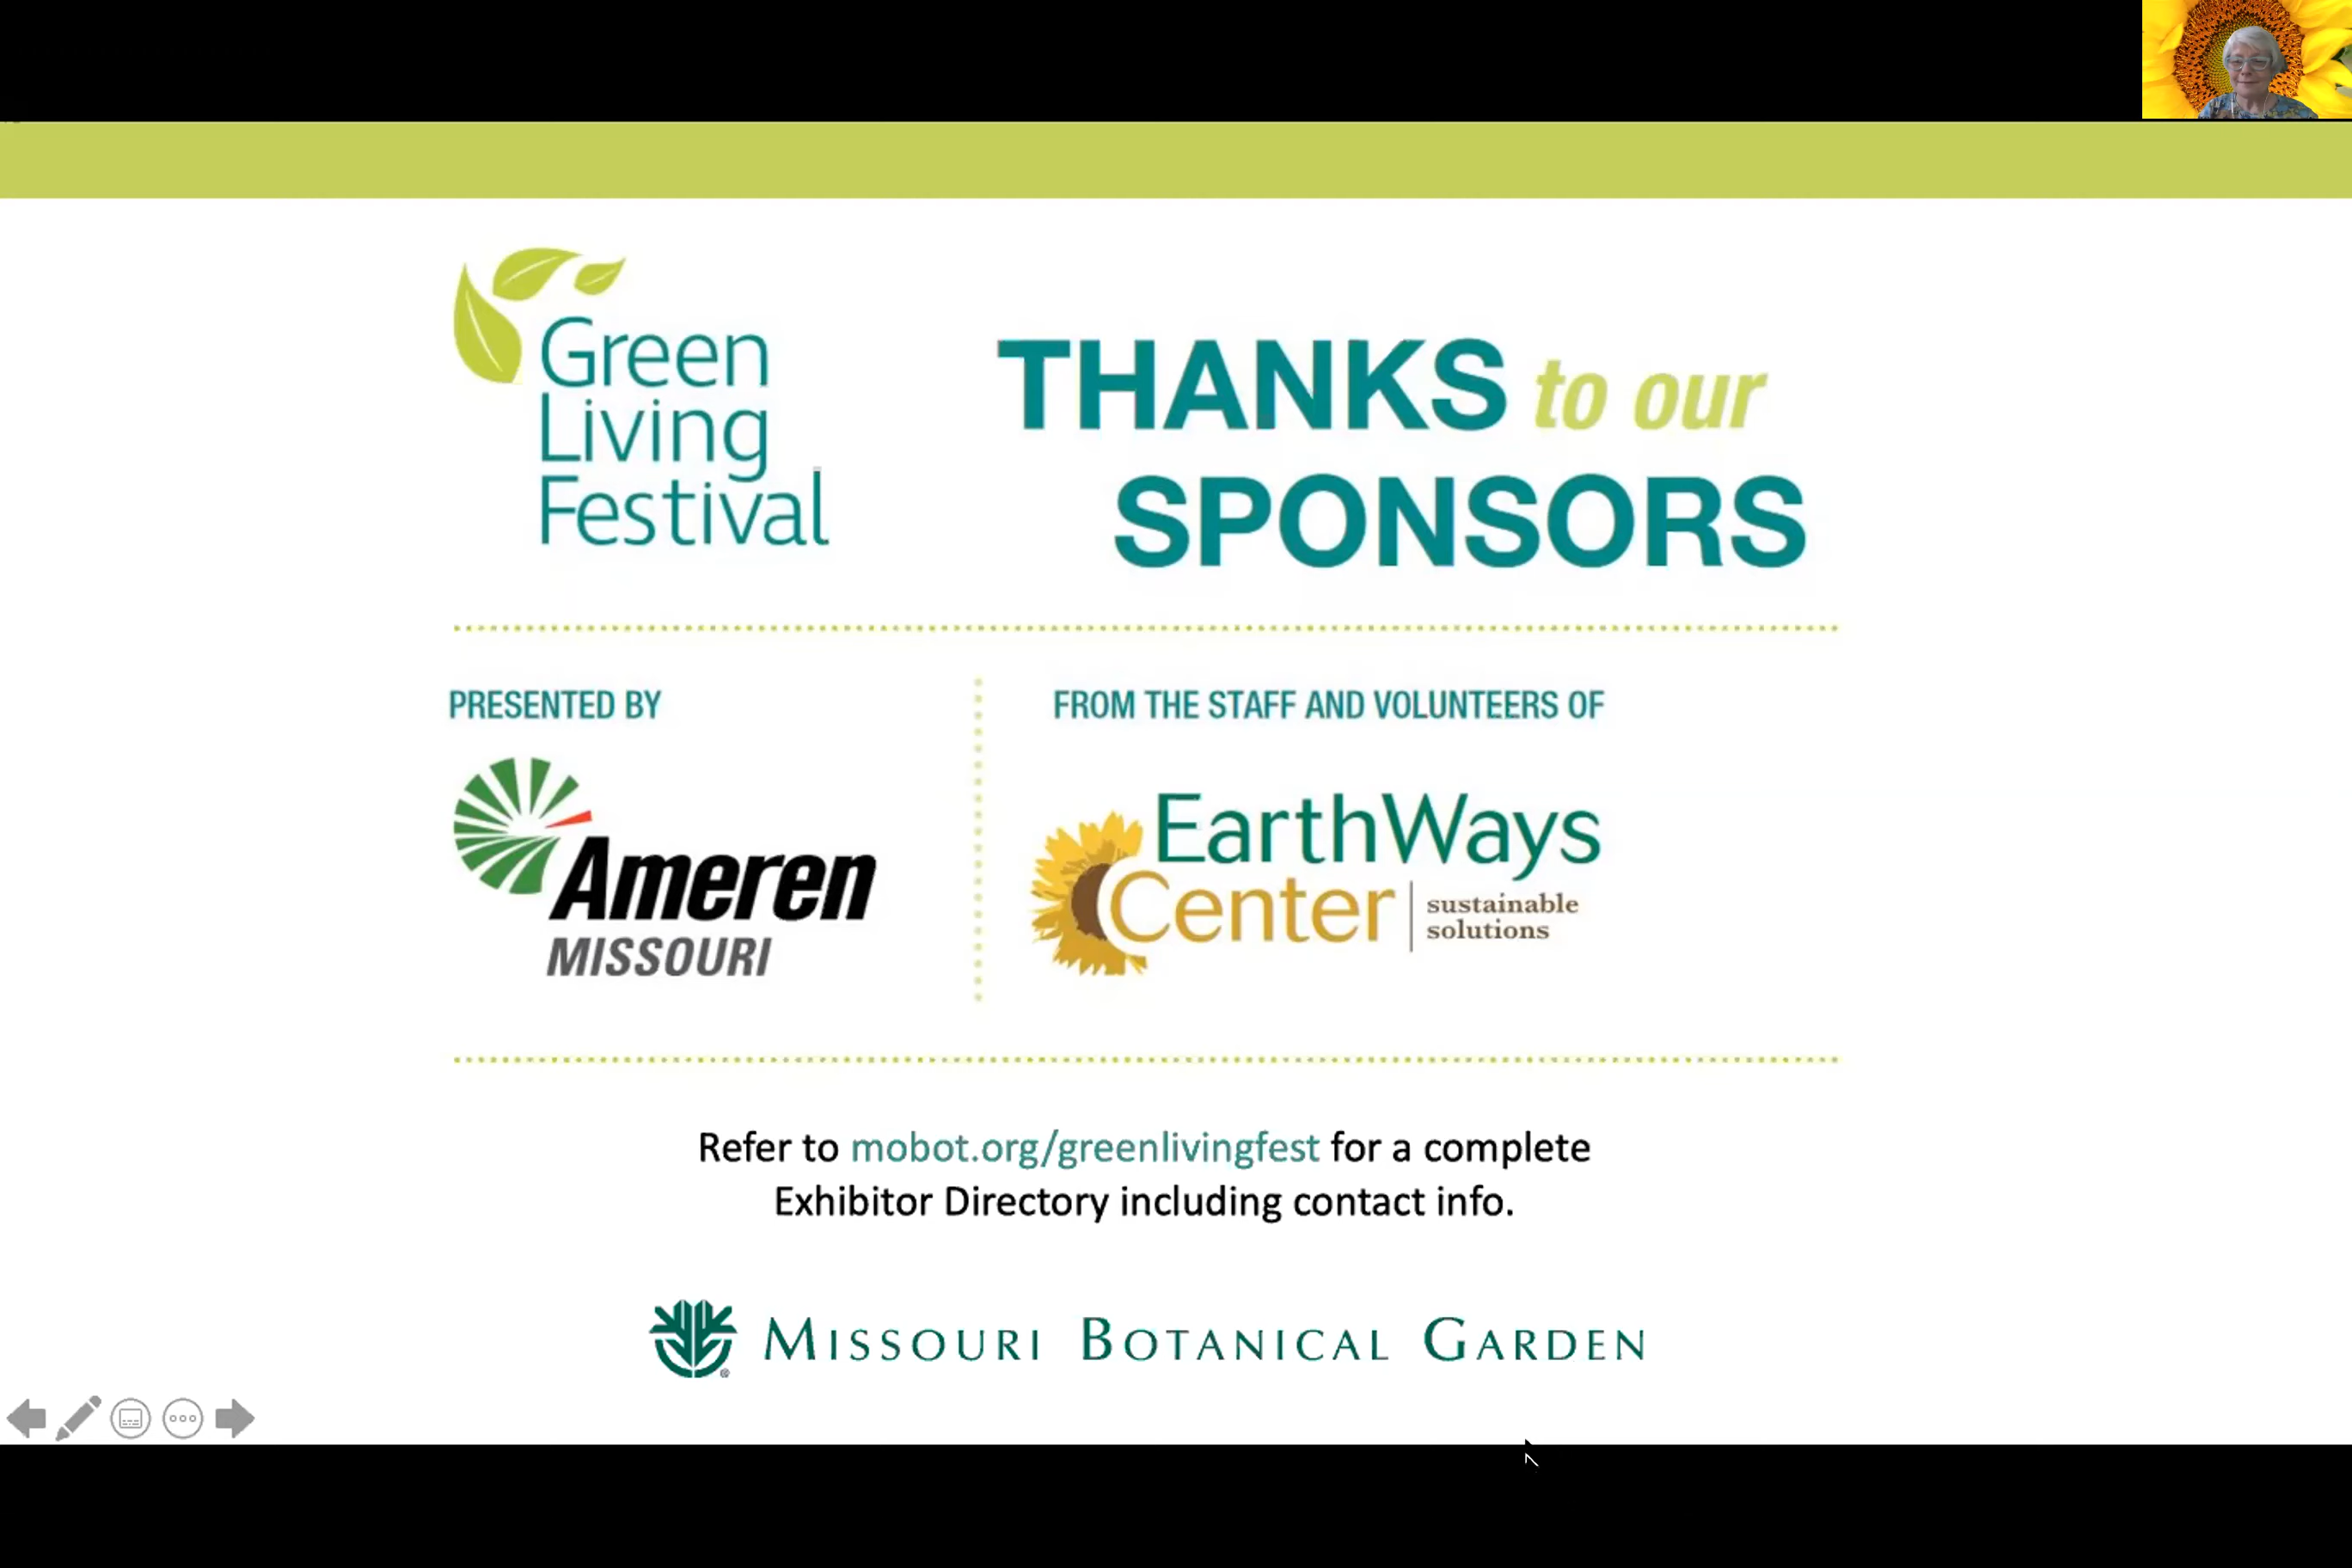 Green
Living
Festival
THANKS to our
SPONSORS
PRESENTED BY
Ameren
MISSOURI
FROM THE STAFF AND VOLUNTEERS OF
EarthWays
Center
sustainable
solutions
Refer to mobot.org/greenlivingfest for a complete
Exhibitor Directory including contact info.
MISSOURI BOTANICAL GARDEN